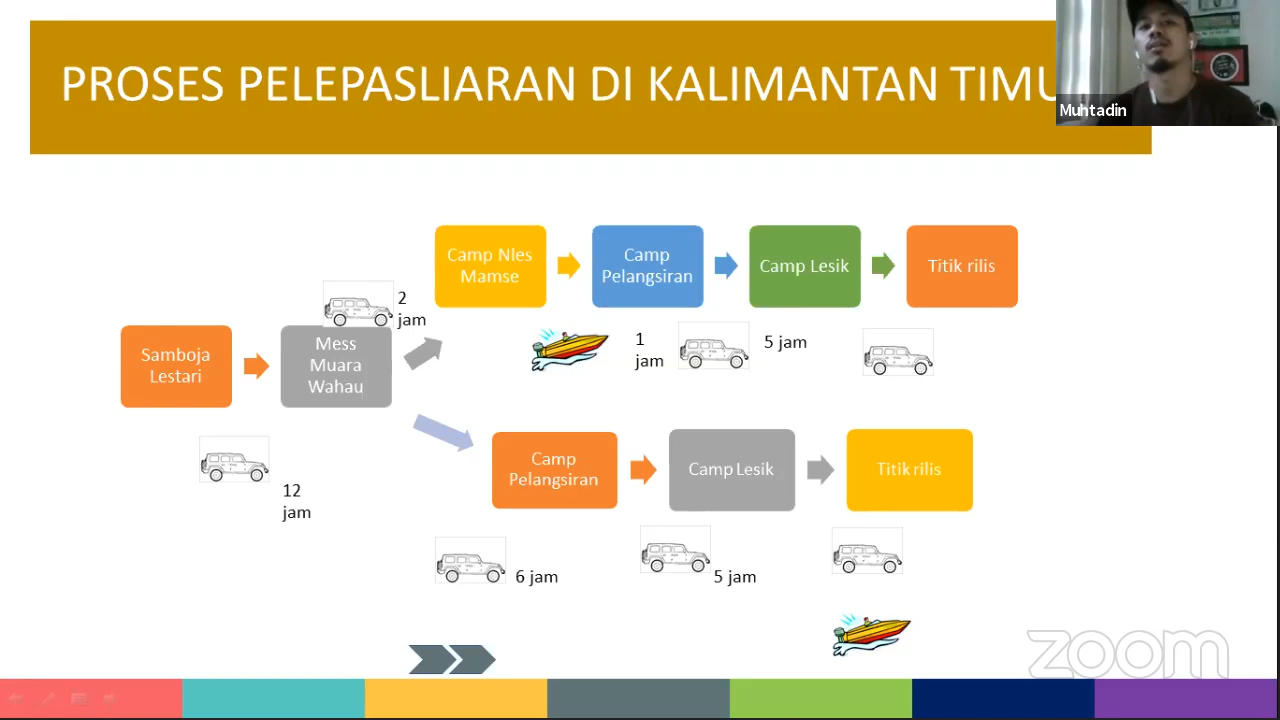 PROSES PELEPASLIARAN DI KALIMANTAN TIMU
Muhtadin
Camp Nles
Mamse
Camp
Pelangsiran
Camp Lesik
Titik rilis
2
jam
Samboja
Lestari
Mess
Muara
Wahau
1
jam
5 jam
12
jam
Camp
Pelangsiran
Camp Lesik
Titik rilis
6 jam
5 jam
zoom